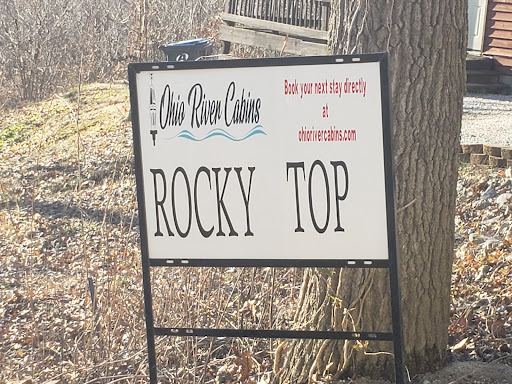 Ohio River Cabins
Book your next stay directly
at
ohiorivercabins.com
ROCKY TOP